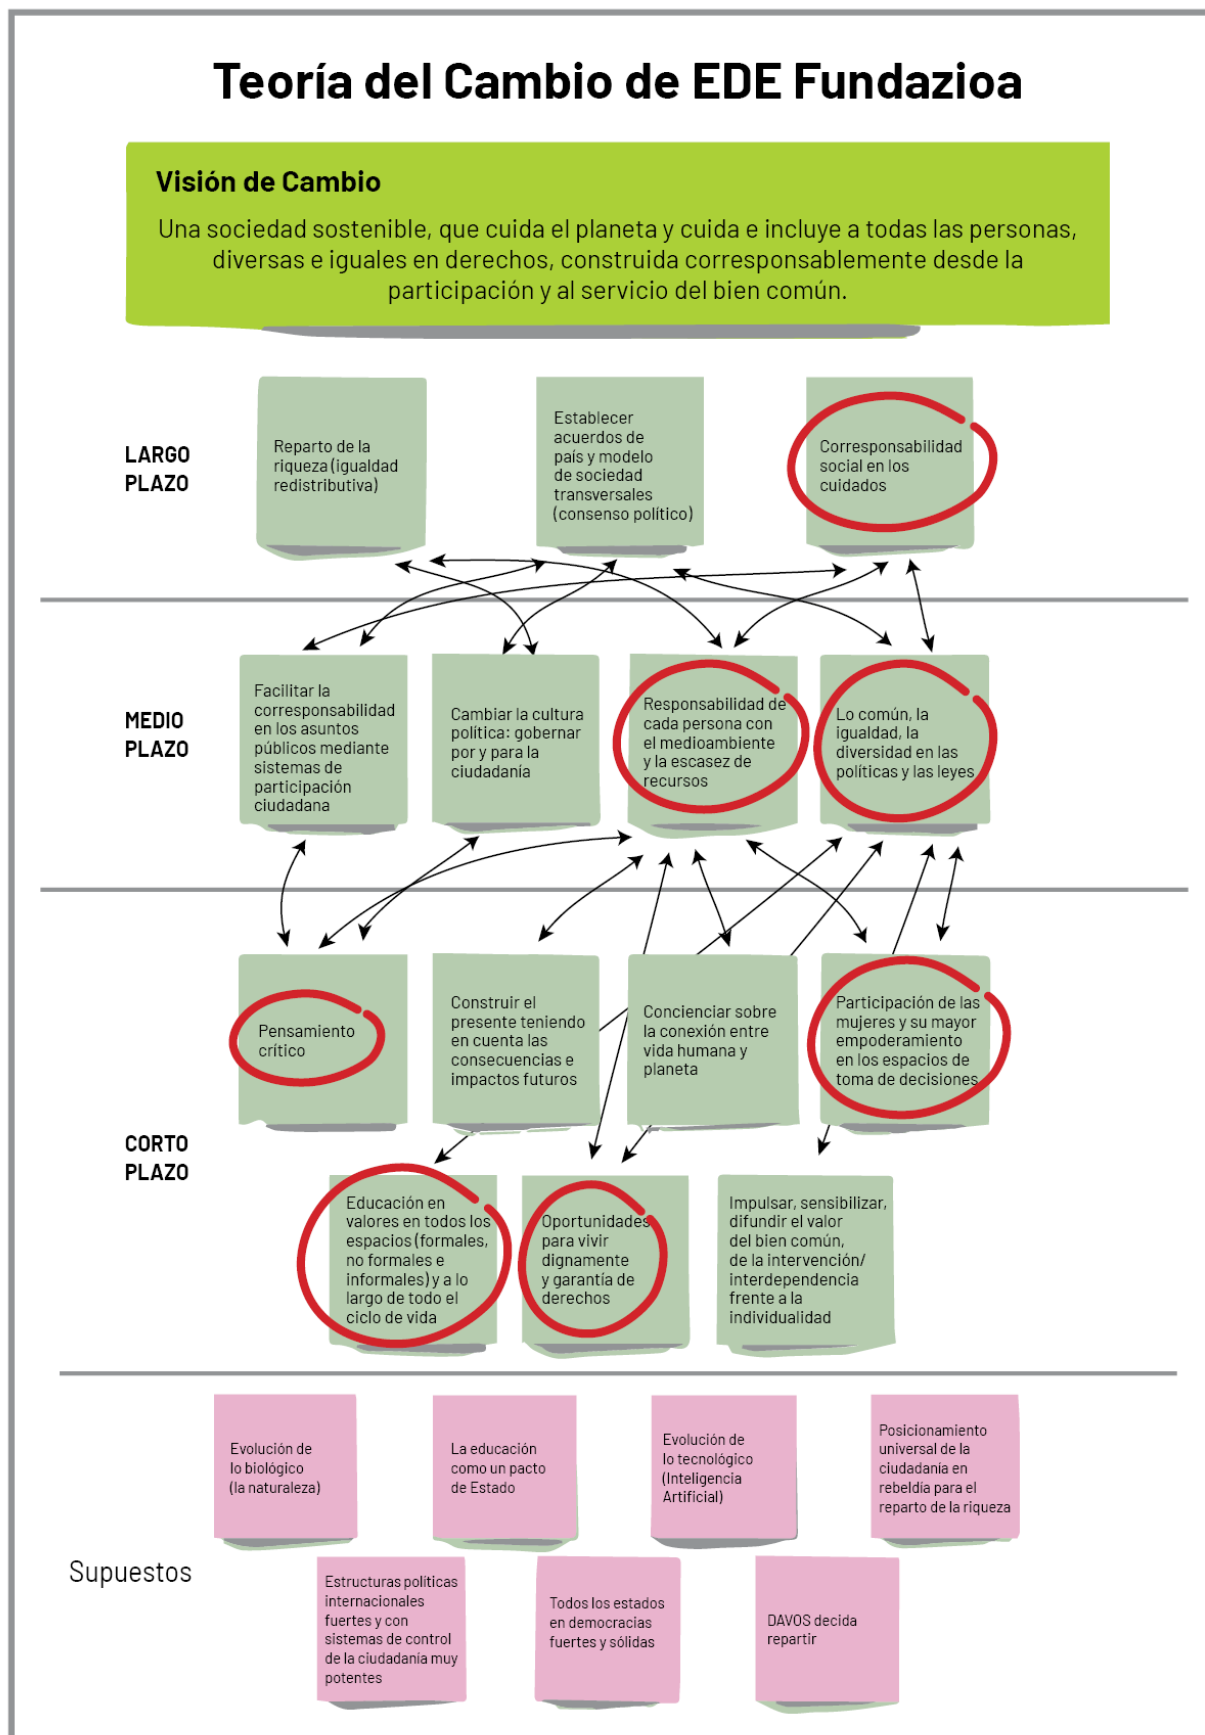 Teoría del Cambio de EDE Fundazioa
Visión de Cambio
Una sociedad sostenible, que cuida el planeta y cuida e incluye a todas las personas,
diversas e iguales en derechos, construida corresponsablemente desde la
participación y al servicio del bien común.
LARGO
PLAZO
Reparto de la
riqueza (igualdad
redistributiva)
Establecer
acuerdos de
país y modelo
de sociedad
transversales
(consenso político)
Corresponsabilidad
social en los
cuidados
MEDIO
PLAZO
Facilitar la
corresponsabilidad
en los asuntos
públicos mediante
sistemas de
participación
ciudadana
Cambiar la cultura
política: gobernar
por y para la
ciudadanía
Responsabilidad de
cada persona con
el medioambiente
y la escasez de
recursos
Lo común, la
igualdad, la
diversidad en las
políticas y las leyes
CORTO
PLAZO
Pensamiento
crítico
Construir el
presente teniendo
en cuenta las
consecuencias e
impactos futuros
Concienciar sobre
la conexión entre
vida humana y
planeta
Participación de las
mujeres y su mayor
empoderamiento
en los espacios de
toma de decisiones
Educación en
valores en todos los
espacios (formales,
no formales e
informales) y a lo
largo de todo el
ciclo de vida
Oportunidades
para vivir
dignamente
y garantía de
derechos
Impulsar, sensibilizar,
difundir el valor
del bien común,
de la intervención/
interdependencia
frente a la
individualidad
Supuestos
Evolución de
lo biológico
(la naturaleza)
La educación
como un pacto
de Estado
Evolución de
lo tecnológico
(Inteligencia
Artificial)
Posicionamiento
universal de la
ciudadanía en
rebeldía para el
reparto de la riqueza
Estructuras políticas
internacionales
fuertes y con
sistemas de control
de la ciudadanía muy
potentes
Todos los estados
en democracias
fuertes y sólidas
DAVOS decida
repartir